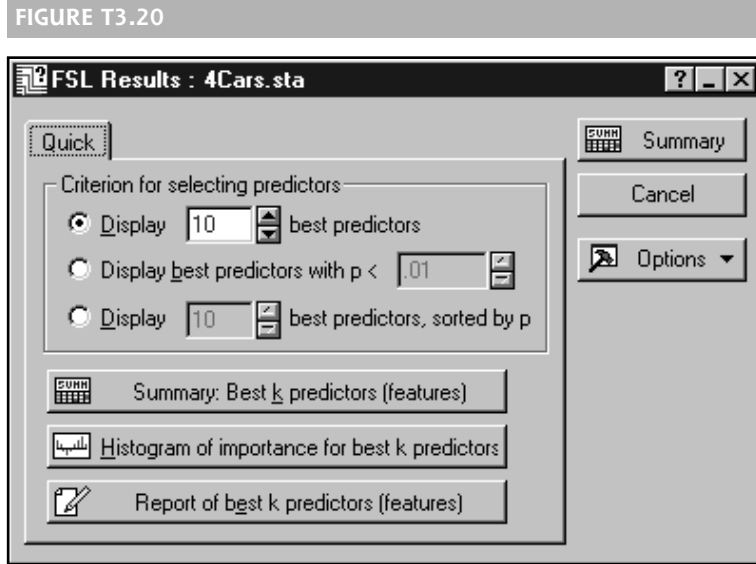 FIGURE T3.20
FSL Results : 4Cars.sta
Quick
Criterion for selecting predictors
Display 10 best predictors
Display best predictors with p < .01
Display 10 best predictors, sorted by p
SUMM Summary: Best k predictors (features)
Histogram of importance for best k predictors
Report of best k predictors (features)
SUMM Summary
Cancel
Options